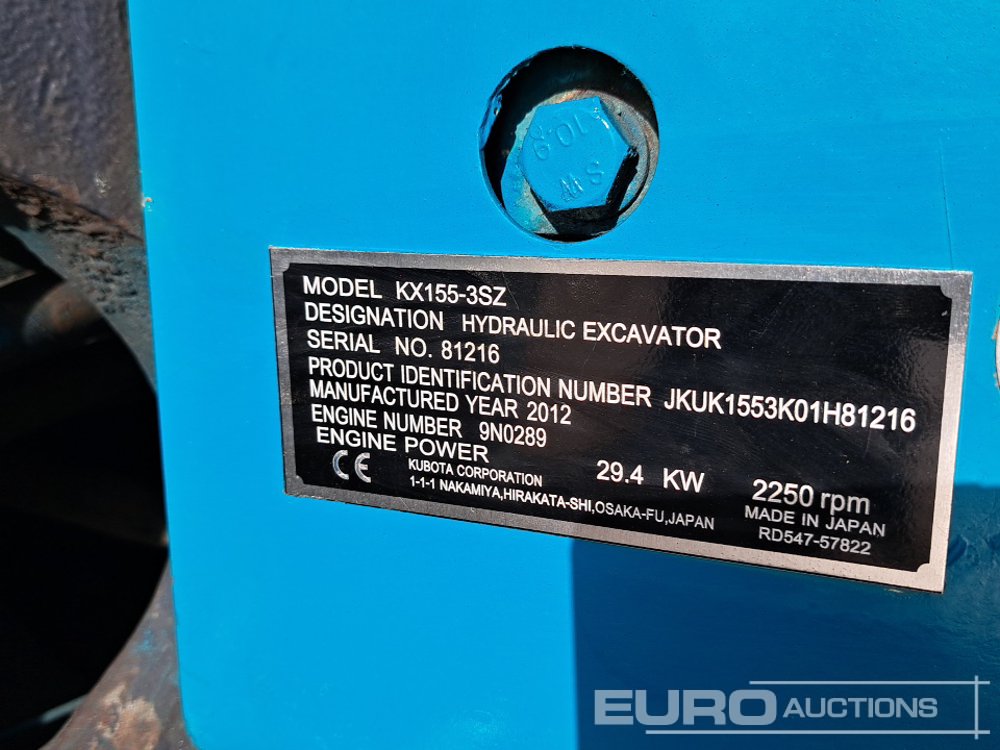 10.9
SW
MODEL KX155-3SZ
DESIGNATION HYDRAULIC EXCAVATOR
SERIAL NO. 81216
PRODUCT IDENTIFICATION NUMBER JKUK1553K01H81216
MANUFACTURED YEAR 2012
ENGINE NUMBER 9N0289
ENGINE POWER 29.4 KW 2250 rpm
CE
KUBOTA CORPORATION
1-1-1 NAKAMIYA,HIRAKATA-SHI,OSAKA-FU,JAPAN
MADE IN JAPAN
RD547-57822
EURO AUCTIONS